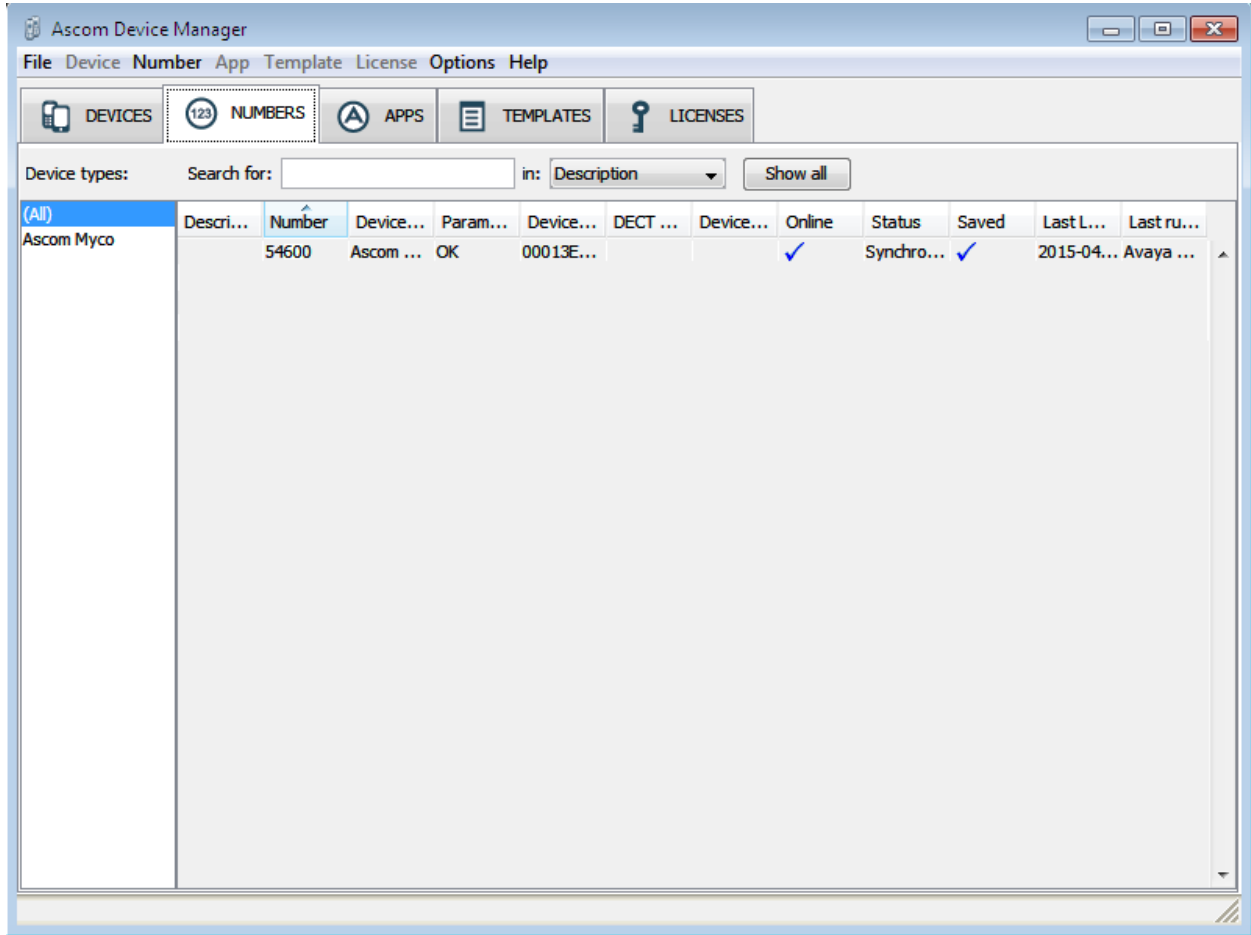 Ascom Device Manager
File Device Number App Template License Options Help
DEVICES 123 NUMBERS APPS TEMPLATES LICENSES
Device types: Search for: in: Description Show all
(All) Descri... Number Device... Param... Device... DECT ... Device... Online Status Saved Last L... Last ru...
Ascom Myco
54600 Ascom ... OK 00013E... Synchro... 2015-04... Avaya ...